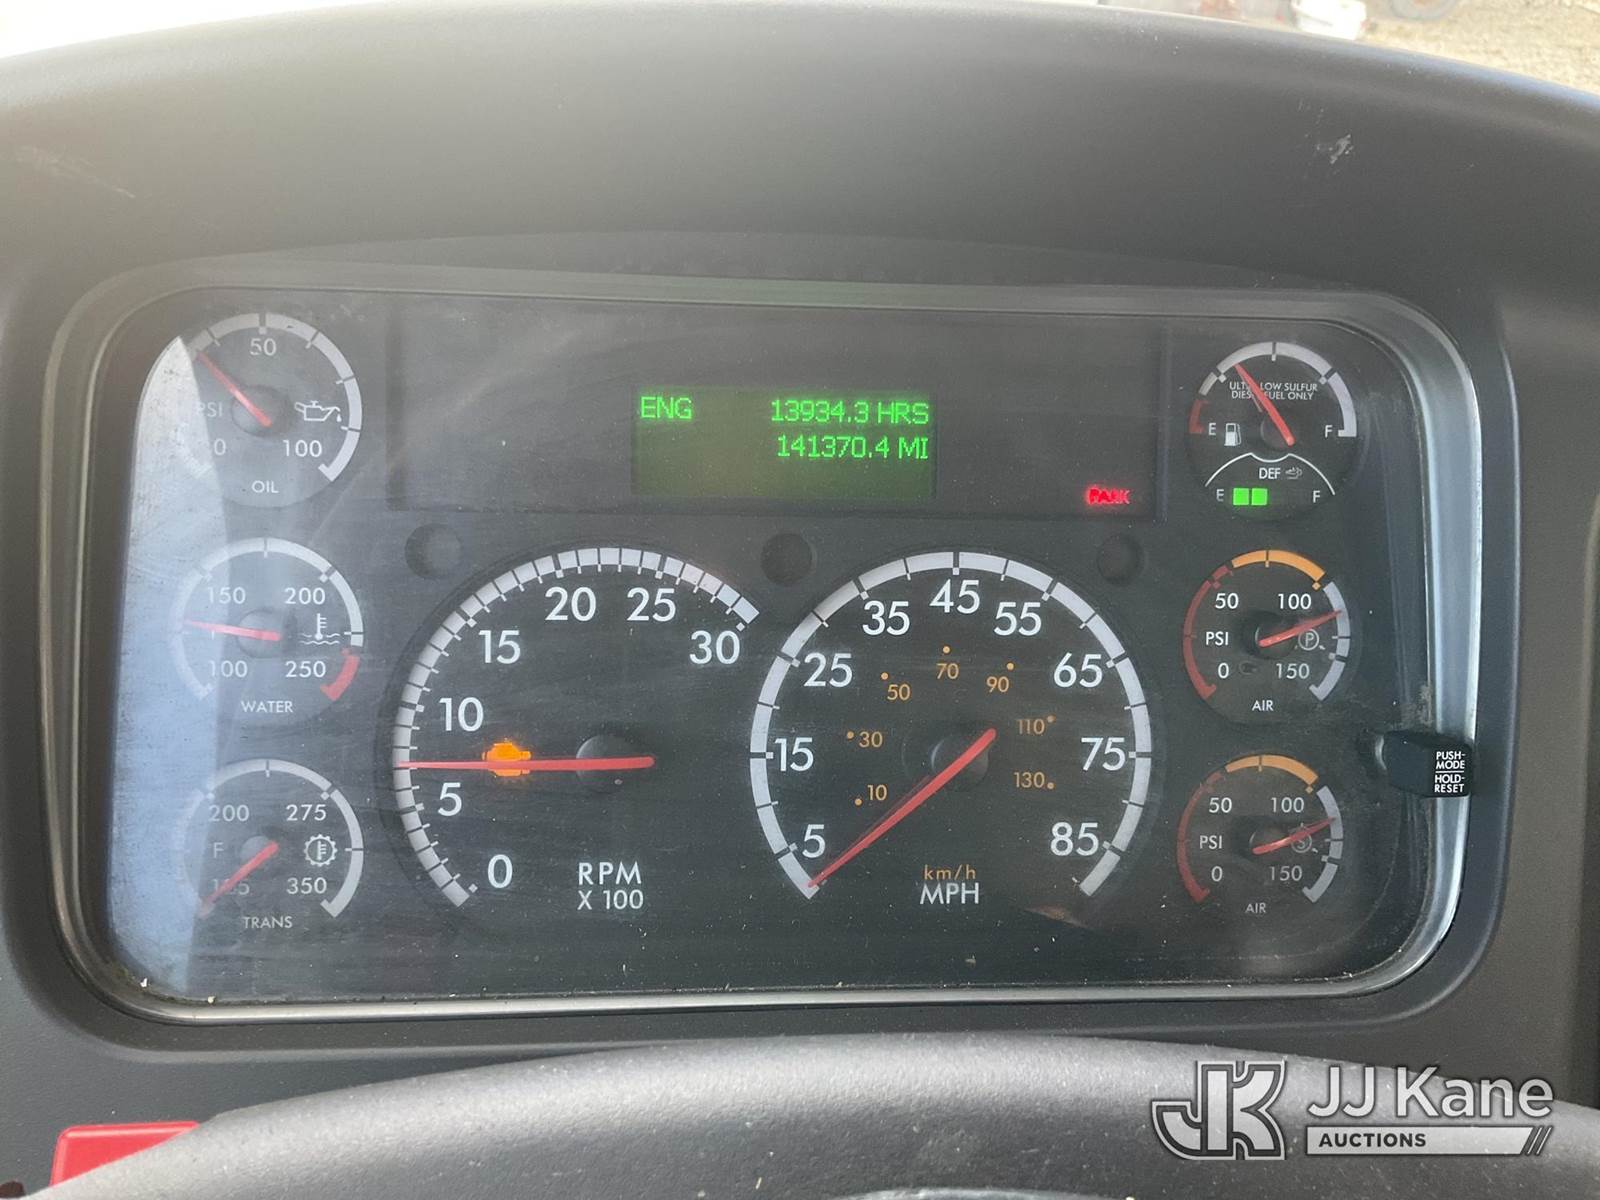 50
PSI
0
100
OIL
ENG 13934.3 HRS
141370.4 MI
PARK
LOW SULFUR
ONLY
E F
DEF
E F
150 200
100 250
WATER
200 275
F
350
TRANS
0
5
10
15
20
25
30
RPM
X 100
5
15
25
35
45
55
65
75
85
10
30
50
70
90
110
130
km/h
MPH
50 100
PSI P
0 150
AIR
50 100
PSI S
0 150
AIR
PUSH-
MODE
HOLD-
RESET
JK JJ Kane
AUCTIONS